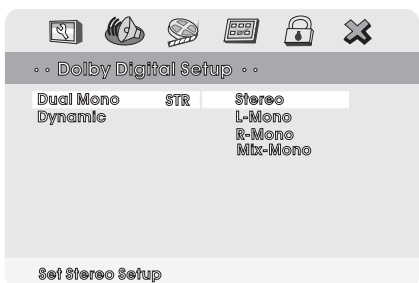 ·· Dolby Digital Setup ··
Dual Mono STR Stereo
Dynamic L-Mono
R-Mono
Mix-Mono
Set Stereo Setup